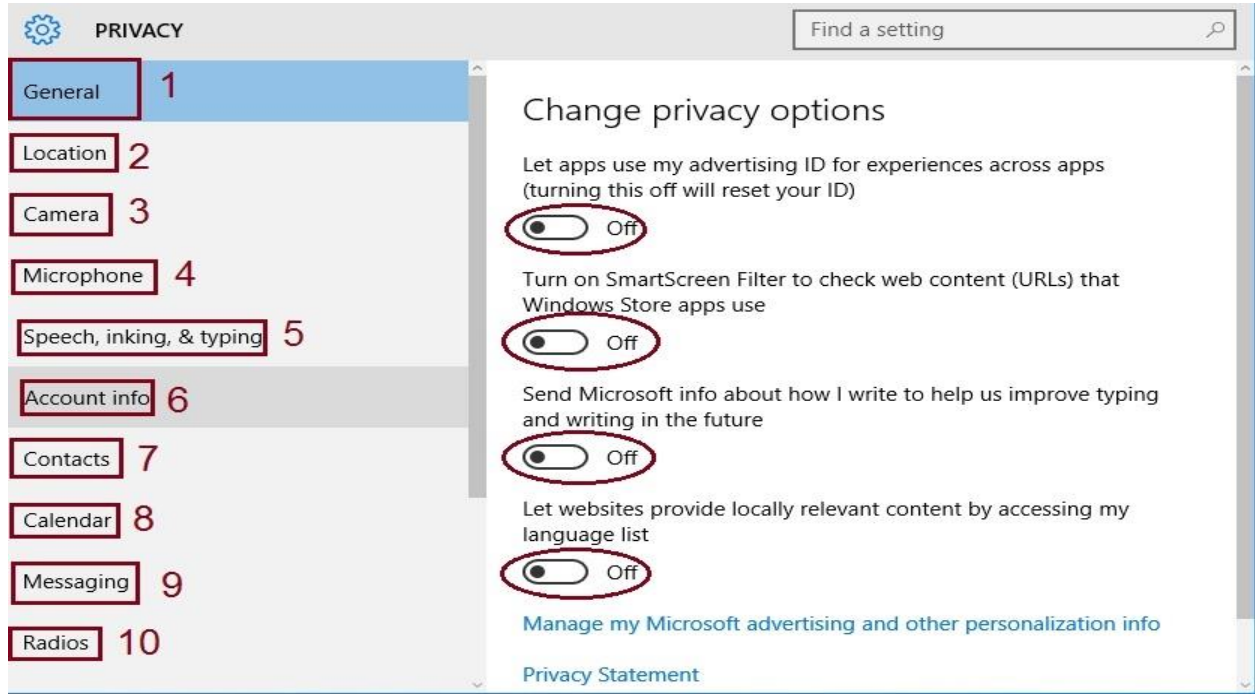 PRIVACY
Find a setting
General 1
Location 2
Camera 3
Microphone 4
Speech, inking, & typing 5
Account info 6
Contacts 7
Calendar 8
Messaging 9
Radios 10
Change privacy options
Let apps use my advertising ID for experiences across apps
(turning this off will reset your ID)
Off
Turn on SmartScreen Filter to check web content (URLs) that
Windows Store apps use
Off
Send Microsoft info about how I write to help us improve typing
and writing in the future
Off
Let websites provide locally relevant content by accessing my
language list
Off
Manage my Microsoft advertising and other personalization info
Privacy Statement